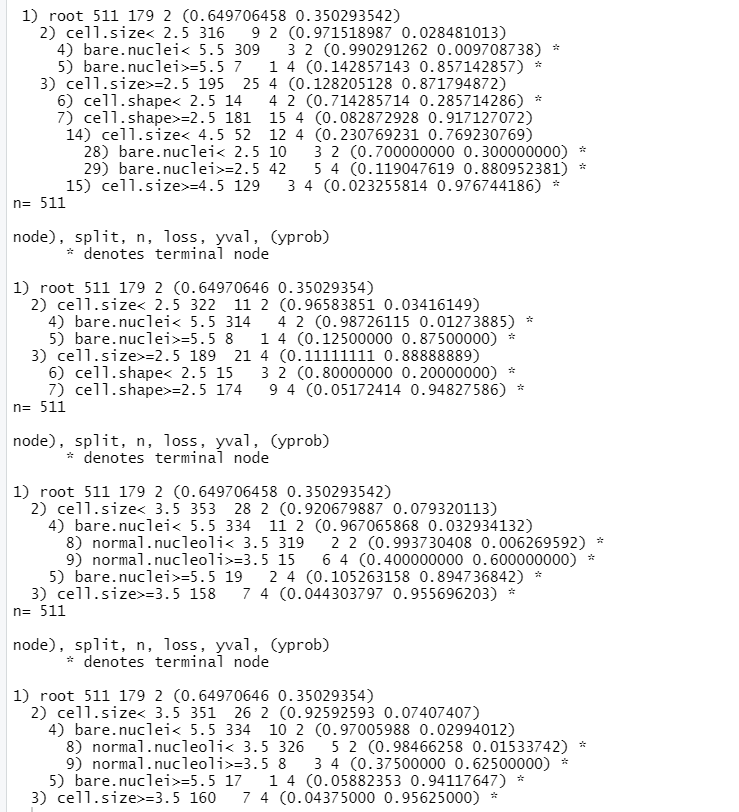 1) root 511 179 2 (0.649706458 0.350293542)
2) cell.size< 2.5 316 9 2 (0.971518987 0.028481013)
4) bare.nuclei< 5.5 309 3 2 (0.990291262 0.009708738) *
5) bare.nuclei>=5.5 7 1 4 (0.142857143 0.857142857) *
3) cell.size>=2.5 195 25 4 (0.128205128 0.871794872)
6) cell.shape< 2.5 14 4 2 (0.714285714 0.285714286) *
7) cell.shape>=2.5 181 15 4 (0.082872928 0.917127072)
14) cell.size< 4.5 52 12 4 (0.230769231 0.769230769)
28) bare.nuclei< 2.5 10 3 2 (0.700000000 0.300000000) *
29) bare.nuclei>=2.5 42 5 4 (0.119047619 0.880952381) *
15) cell.size>=4.5 129 3 4 (0.023255814 0.976744186) *
n= 511
node), split, n, loss, yval, (yprob)
* denotes terminal node
1) root 511 179 2 (0.64970646 0.35029354)
2) cell.size< 2.5 322 11 2 (0.96583851 0.03416149)
4) bare.nuclei< 5.5 314 4 2 (0.98726115 0.01273885) *
5) bare.nuclei>=5.5 8 1 4 (0.12500000 0.87500000) *
3) cell.size>=2.5 189 21 4 (0.11111111 0.88888889)
6) cell.shape< 2.5 15 3 2 (0.80000000 0.20000000) *
7) cell.shape>=2.5 174 9 4 (0.05172414 0.94827586) *
n= 511
node), split, n, loss, yval, (yprob)
* denotes terminal node
1) root 511 179 2 (0.649706458 0.350293542)
2) cell.size< 3.5 353 28 2 (0.920679887 0.079320113)
4) bare.nuclei< 5.5 334 11 2 (0.967065868 0.032934132)
8) normal.nucleoli< 3.5 319 2 2 (0.993730408 0.006269592) *
9) normal.nucleoli>=3.5 15 6 4 (0.400000000 0.600000000) *
5) bare.nuclei>=5.5 19 2 4 (0.105263158 0.894736842) *
3) cell.size>=3.5 158 7 4 (0.044303797 0.955696203) *
n= 511
node), split, n, loss, yval, (yprob)
* denotes terminal node
1) root 511 179 2 (0.64970646 0.35029354)
2) cell.size< 3.5 351 26 2 (0.92592593 0.07407407)
4) bare.nuclei< 5.5 334 10 2 (0.97005988 0.02994012)
8) normal.nucleoli< 3.5 326 5 2 (0.98466258 0.01533742) *
9) normal.nucleoli>=3.5 8 3 4 (0.37500000 0.62500000) *
5) bare.nuclei>=5.5 17 1 4 (0.05882353 0.94117647) *
3) cell.size>=3.5 160 7 4 (0.04375000 0.95625000) *